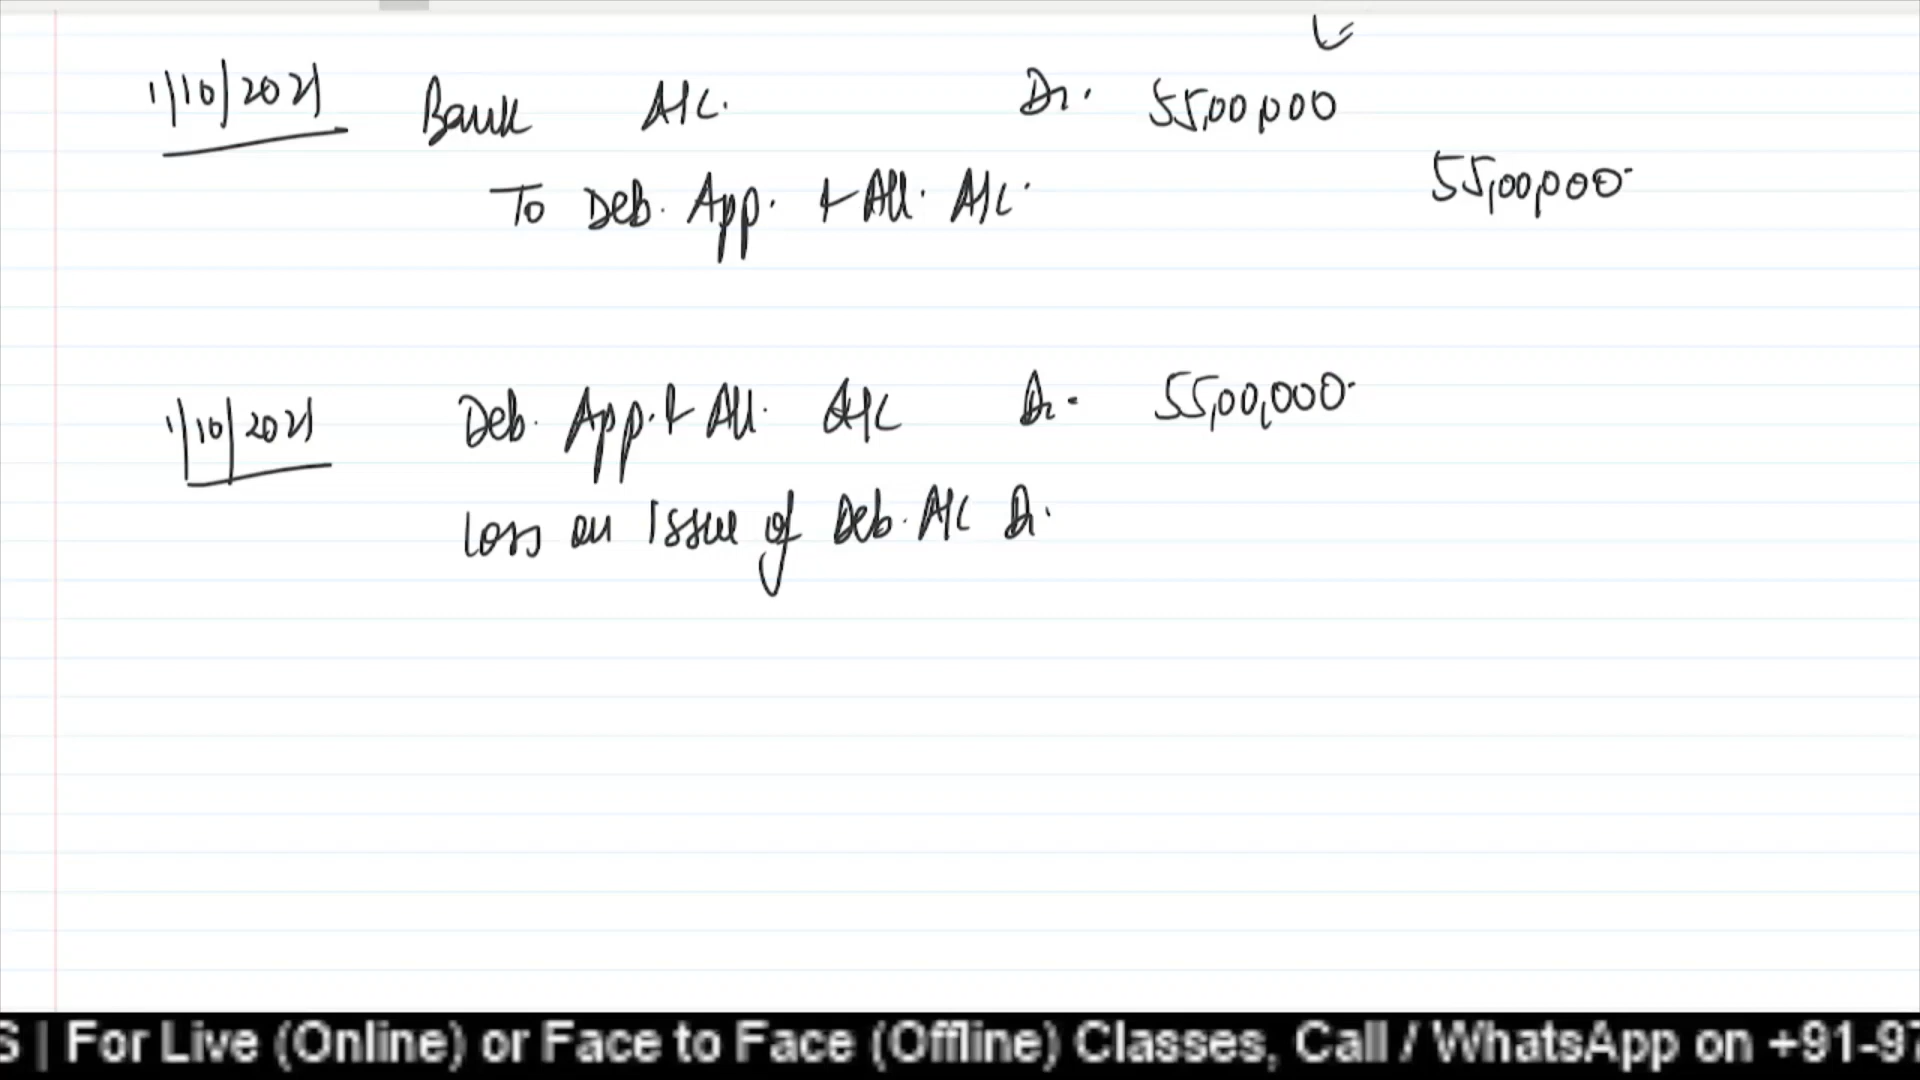 1/10/2021 Bank A/c. Dr. 55,00,000
To Deb. App. & All. A/c. 55,00,000
1/10/2021 Deb. App. & All. A/c Dr. 55,00,000
Loss on Issue of Deb. A/c Dr.
S | For Live (Online) or Face to Face (Offline) Classes, Call / WhatsApp on +91-97